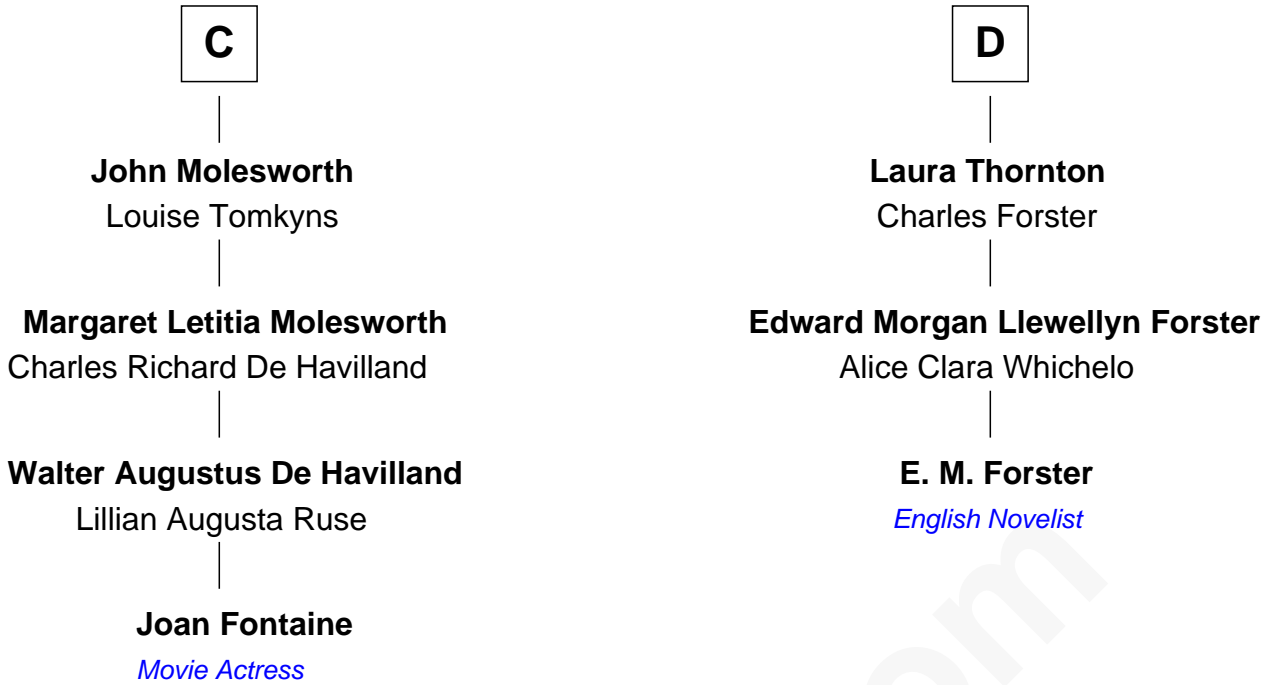 C
John Molesworth
Louise Tomkyns
Margaret Letitia Molesworth
Charles Richard De Havilland
Walter Augustus De Havilland
Lillian Augusta Ruse
Joan Fontaine
Movie Actress
D
Laura Thornton
Charles Forster
Edward Morgan Llewellyn Forster
Alice Clara Whichelo
E. M. Forster
English Novelist
om